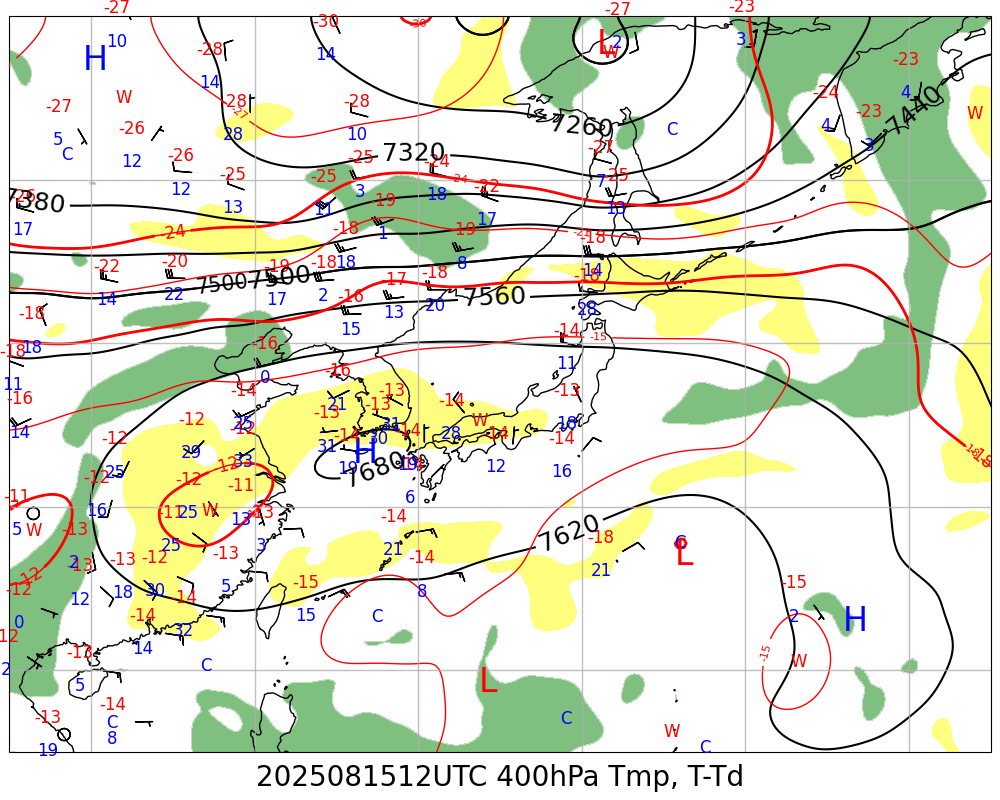 -27 -30 -30 -27 L -23
H 10 14 -28 2 W 3 -23
W 14 -28 -28 -24 4 7440
-27 -26 28 -27 10 7260 C 4 -23 W
5 C 12 -26 -25 7320 -24 -21 3
-26 12 -25 -25 3 18 -24 -22 7 -25
7380 13 11 -19 17 13
17 -24 -18 1 -19 -18
-22 -20 -19 -18 18 -18 8 14
14 22 7500 7500 17 2 -17 20 7560 -18
-18 -16 13 28
18 15 -14 -15
-18 -16 11
11 0 -16 -13
-16 -14 21 -13 -14 -13
14 -12 25 -13 31 W 18
-12 29 12 31 -14 30 -14 28 -14 -14
25 -12 33 H 19 19 12 16
-12 -11 7680 6
-11 16 -11 25 W 13 -13 -14 7620
5 W -13 25 3 21 -18 6 L
2 -13 -13 -12 -13 -14 21
-12 -12 12 18 30 -14 5 -15 8 -15
0 -14 32 15 C 2 H
-12 14 -15 W
2 -13 C
5 L
-13 -14 C
C W
19 8 C
2025081512UTC 400hPa Tmp, T-Td